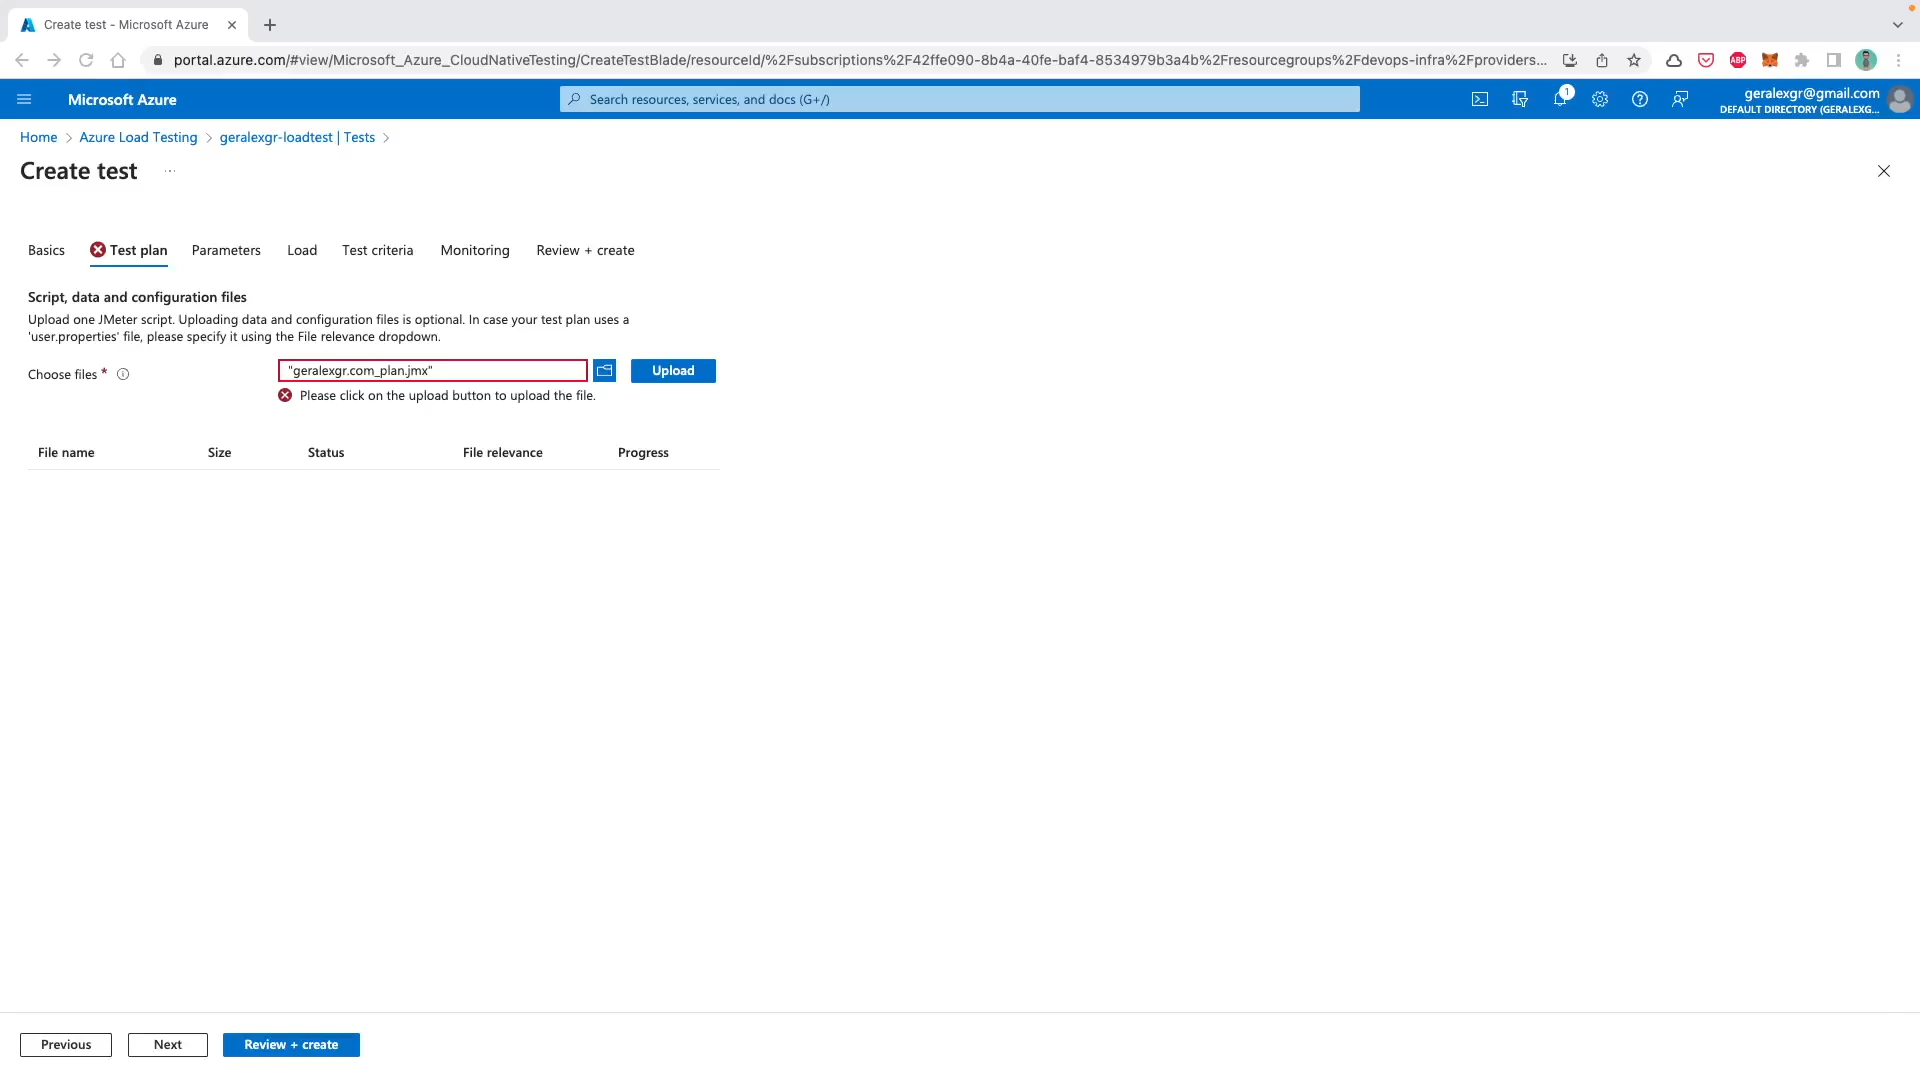 Create test - Microsoft Azure
portal.azure.com/#view/Microsoft_Azure_CloudNativeTesting/CreateTestBlade/resourceId/%2Fsubscriptions%2F42ffe090-8b4a-40fe-baf4-8534979b3a4b%2Fresourcegroups%2Fdevops-infra%2Fproviders...
ABP
Microsoft Azure
Search resources, services, and docs (G+/)
1
geralexgr@gmail.com
DEFAULT DIRECTORY (GERALEXG...
Home > Azure Load Testing > geralexgr-loadtest | Tests >
Create test ...
Basics Test plan Parameters Load Test criteria Monitoring Review + create
Script, data and configuration files
Upload one JMeter script. Uploading data and configuration files is optional. In case your test plan uses a
'user.properties' file, please specify it using the File relevance dropdown.
Choose files *
"geralexgr.com_plan.jmx"
Upload
Please click on the upload button to upload the file.
File name Size Status File relevance Progress
Previous Next Review + create